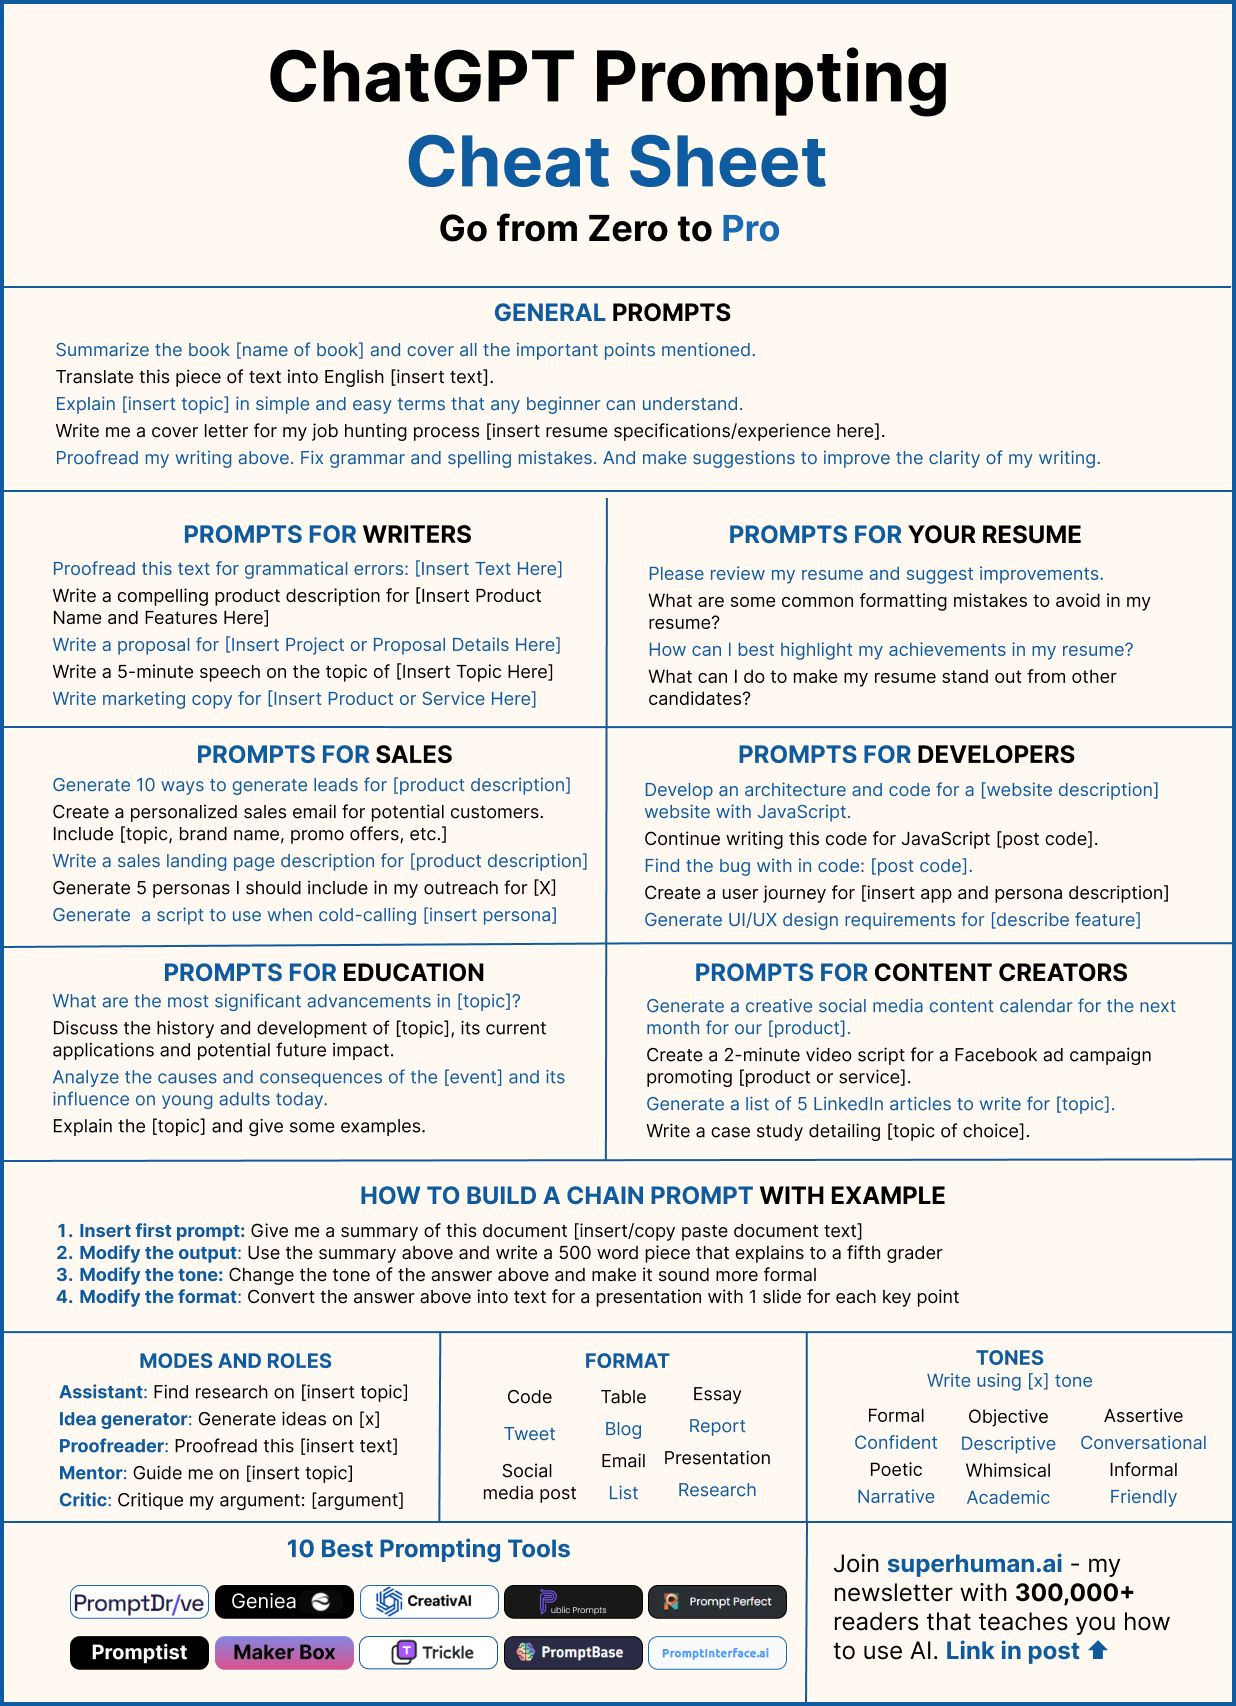 ChatGPT Prompting
Cheat Sheet
Go from Zero to Pro
GENERAL PROMPTS
Summarize the book [name of book] and cover all the important points mentioned.
Translate this piece of text into English [insert text].
Explain [insert topic] in simple and easy terms that any beginner can understand.
Write me a cover letter for my job hunting process [insert resume specifications/experience here].
Proofread my writing above. Fix grammar and spelling mistakes. And make suggestions to improve the clarity of my writing.
PROMPTS FOR WRITERS
Proofread this text for grammatical errors: [Insert Text Here]
Write a compelling product description for [Insert Product
Name and Features Here]
Write a proposal for [Insert Project or Proposal Details Here]
Write a 5-minute speech on the topic of [Insert Topic Here]
Write marketing copy for [Insert Product or Service Here]
PROMPTS FOR YOUR RESUME
Please review my resume and suggest improvements.
What are some common formatting mistakes to avoid in my
resume?
How can I best highlight my achievements in my resume?
What can I do to make my resume stand out from other
candidates?
PROMPTS FOR SALES
Generate 10 ways to generate leads for [product description]
Create a personalized sales email for potential customers.
Include [topic, brand name, promo offers, etc.]
Write a sales landing page description for [product description]
Generate 5 personas I should include in my outreach for [X]
Generate  a script to use when cold-calling [insert persona]
PROMPTS FOR DEVELOPERS
Develop an architecture and code for a [website description]
website with JavaScript.
Continue writing this code for JavaScript [post code].
Find the bug with in code: [post code].
Create a user journey for [insert app and persona description]
Generate UI/UX design requirements for [describe feature]
PROMPTS FOR EDUCATION
What are the most significant advancements in [topic]?
Discuss the history and development of [topic], its current
applications and potential future impact.
Analyze the causes and consequences of the [event] and its
influence on young adults today.
Explain the [topic] and give some examples.
PROMPTS FOR CONTENT CREATORS
Generate a creative social media content calendar for the next
month for our [product].
Create a 2-minute video script for a Facebook ad campaign
promoting [product or service].
Generate a list of 5 LinkedIn articles to write for [topic].
Write a case study detailing [topic of choice].
HOW TO BUILD A CHAIN PROMPT WITH EXAMPLE
1. Insert first prompt: Give me a summary of this document [insert/copy paste document text]
2. Modify the output: Use the summary above and write a 500 word piece that explains to a fifth grader
3. Modify the tone: Change the tone of the answer above and make it sound more formal
4. Modify the format: Convert the answer above into text for a presentation with 1 slide for each key point
MODES AND ROLES
Assistant: Find research on [insert topic]
Idea generator: Generate ideas on [x]
Proofreader: Proofread this [insert text]
Mentor: Guide me on [insert topic]
Critic: Critique my argument: [argument]
FORMAT
Code Table Essay
Tweet Blog Report
Social
media post
Email Presentation
List Research
TONES
Write using [x] tone
Formal Objective Assertive
Confident Descriptive Conversational
Poetic Whimsical Informal
Narrative Academic Friendly
10 Best Prompting Tools
PromptDr/ve Geniea CreativAI Public Prompts Prompt Perfect
Promptist Maker Box Trickle PromptBase PromptInterface.ai
Join superhuman.ai - my
newsletter with 300,000+
readers that teaches you how
to use AI. Link in post ⬆